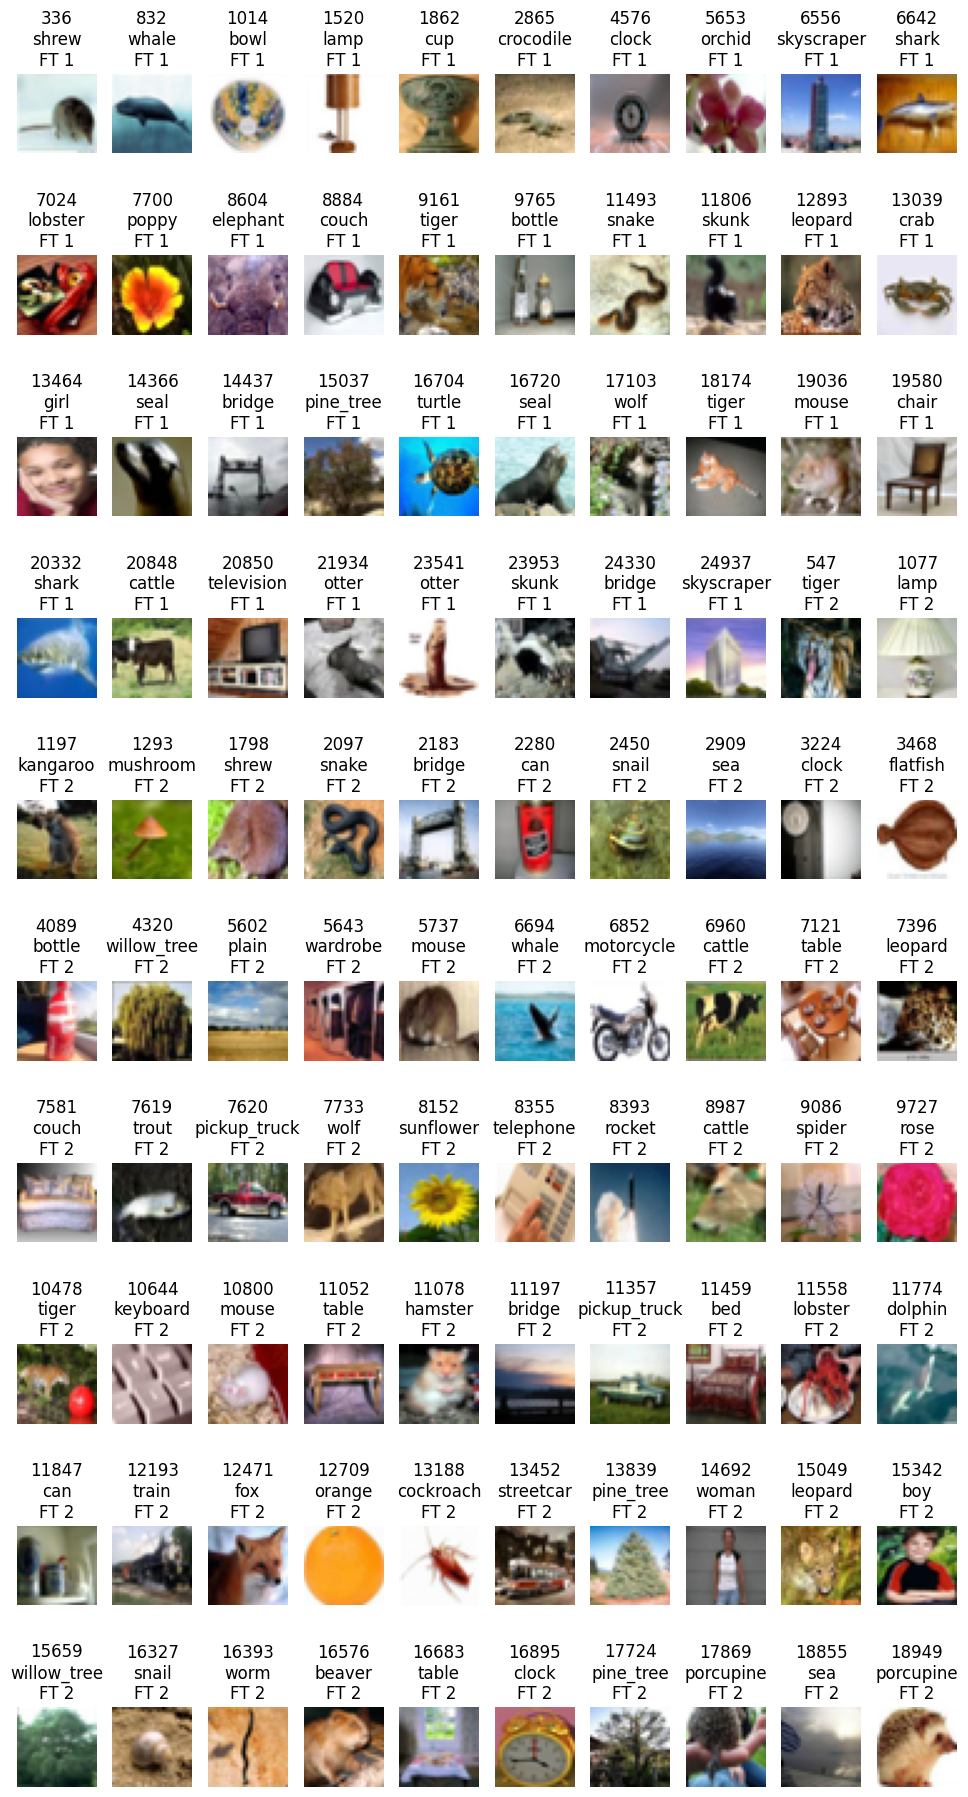 336 832 1014 1520 1862 2865 4576 5653 6556 6642
shrew whale bowl lamp cup crocodile clock orchid skyscraper shark
FT 1 FT 1 FT 1 FT 1 FT 1 FT 1 FT 1 FT 1 FT 1 FT 1
7024 7700 8604 8884 9161 9765 11493 11806 12893 13039
lobster poppy elephant couch tiger bottle snake skunk leopard crab
FT 1 FT 1 FT 1 FT 1 FT 1 FT 1 FT 1 FT 1 FT 1 FT 1
13464 14366 14437 15037 16704 16720 17103 18174 19036 19580
girl seal bridge pine_tree turtle seal wolf tiger mouse chair
FT 1 FT 1 FT 1 FT 1 FT 1 FT 1 FT 1 FT 1 FT 1 FT 1
20332 20848 20850 21934 23541 23953 24330 24937 547 1077
shark cattle television otter otter skunk bridge skyscraper tiger lamp
FT 1 FT 1 FT 1 FT 1 FT 1 FT 1 FT 1 FT 1 FT 2 FT 2
1197 1293 1798 2097 2183 2280 2450 2909 3224 3468
kangaroo mushroom shrew snake bridge can snail sea clock flatfish
FT 2 FT 2 FT 2 FT 2 FT 2 FT 2 FT 2 FT 2 FT 2 FT 2
4089 4320 5602 5643 5737 6694 6852 6960 7121 7396
bottle willow_tree plain wardrobe mouse whale motorcycle cattle table leopard
FT 2 FT 2 FT 2 FT 2 FT 2 FT 2 FT 2 FT 2 FT 2 FT 2
7581 7619 7620 7733 8152 8355 8393 8987 9086 9727
couch trout pickup_truck wolf sunflower telephone rocket cattle spider rose
FT 2 FT 2 FT 2 FT 2 FT 2 FT 2 FT 2 FT 2 FT 2 FT 2
10478 10644 10800 11052 11078 11197 11357 11459 11558 11774
tiger keyboard mouse table hamster bridge pickup_truck bed lobster dolphin
FT 2 FT 2 FT 2 FT 2 FT 2 FT 2 FT 2 FT 2 FT 2 FT 2
11847 12193 12471 12709 13188 13452 13839 14692 15049 15342
can train fox orange cockroach streetcar pine_tree woman leopard boy
FT 2 FT 2 FT 2 FT 2 FT 2 FT 2 FT 2 FT 2 FT 2 FT 2
15659 16327 16393 16576 16683 16895 17724 17869 18855 18949
willow_tree snail worm beaver table clock pine_tree porcupine sea porcupine
FT 2 FT 2 FT 2 FT 2 FT 2 FT 2 FT 2 FT 2 FT 2 FT 2